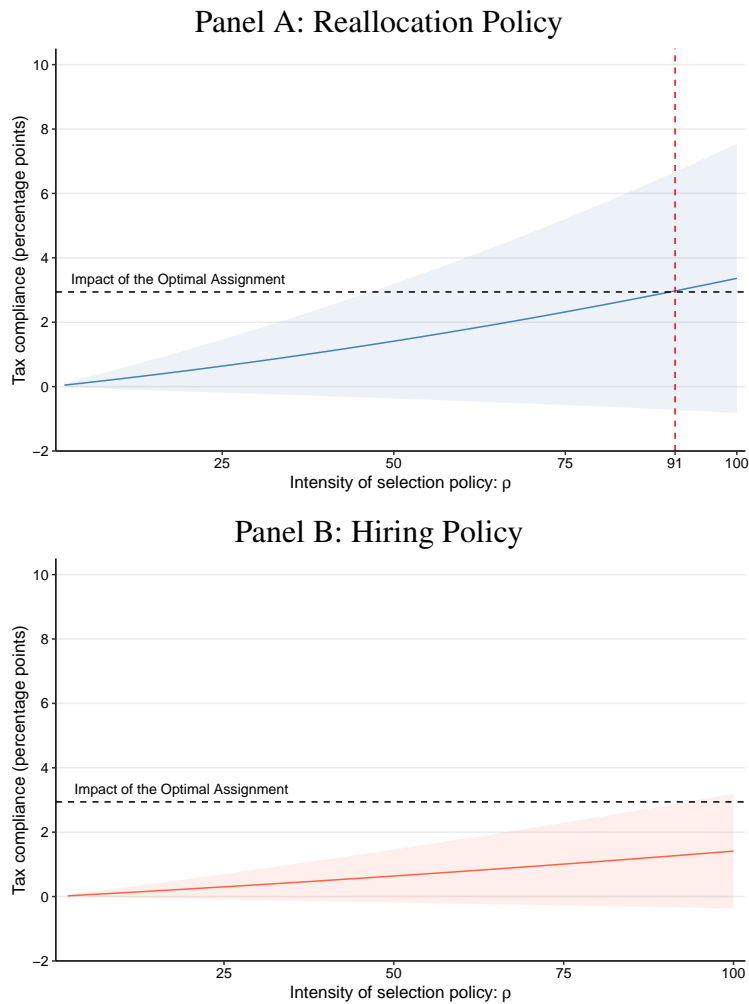 Panel A: Reallocation Policy
10
8
6
4
2
0
−2
Tax compliance (percentage points)
Impact of the Optimal Assignment
25
50
75
91
100
Intensity of selection policy: ρ
Panel B: Hiring Policy
10
8
6
4
2
0
−2
Tax compliance (percentage points)
Impact of the Optimal Assignment
25
50
75
100
Intensity of selection policy: ρ